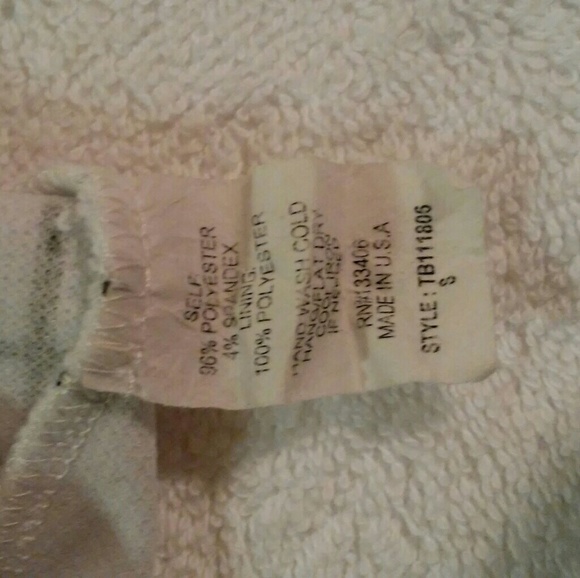 SELF
96% POLYESTER
4% SPANDEX
LINING:
100% POLYESTER
HAND WASH COLD
HANG/FLAT DRY
COOL
IF NEEDED
RN#133406
MADE IN U.S.A
STYLE : TB111805
S